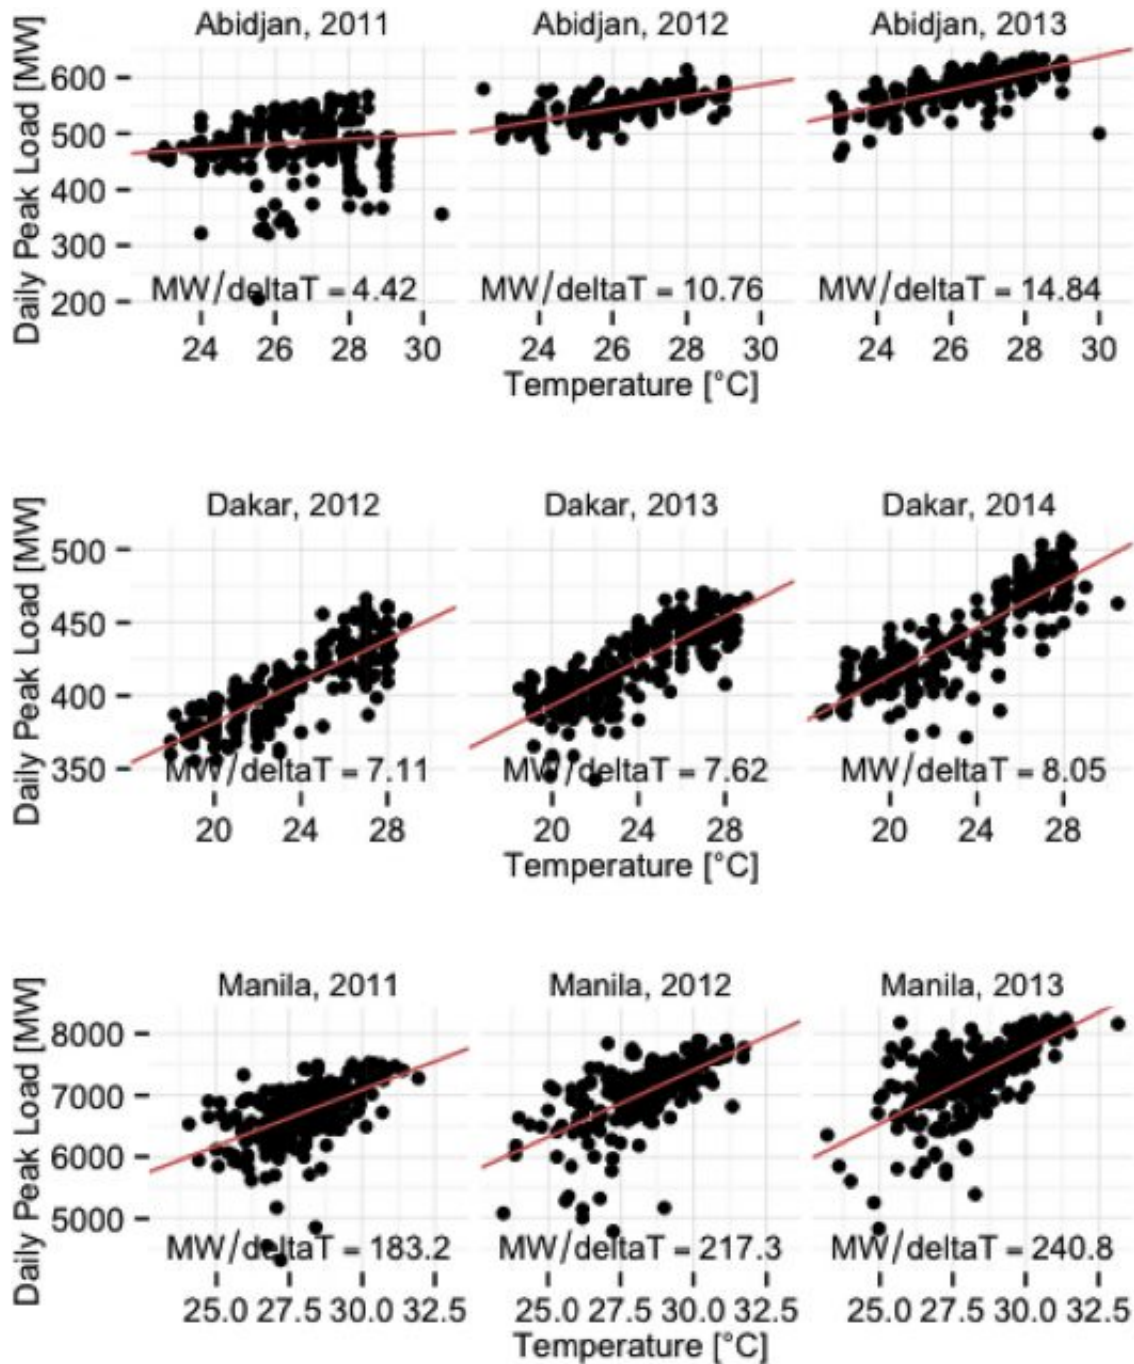 Abidjan, 2011 Abidjan, 2012 Abidjan, 2013
Daily Peak Load [MW]
600
500
400
300
200
MW/deltaT = 4.42 MW/deltaT = 10.76 MW/deltaT = 14.84
24 26 28 30 24 26 28 30 24 26 28 30
Temperature [°C]
Dakar, 2012 Dakar, 2013 Dakar, 2014
Daily Peak Load [MW]
500
450
400
350
MW/deltaT = 7.11 MW/deltaT = 7.62 MW/deltaT = 8.05
20 24 28 20 24 28 20 24 28
Temperature [°C]
Manila, 2011 Manila, 2012 Manila, 2013
Daily Peak Load [MW]
8000
7000
6000
5000
MW/deltaT = 183.2 MW/deltaT = 217.3 MW/deltaT = 240.8
25.0 27.5 30.0 32.5 25.0 27.5 30.0 32.5 25.0 27.5 30.0 32.5
Temperature [°C]